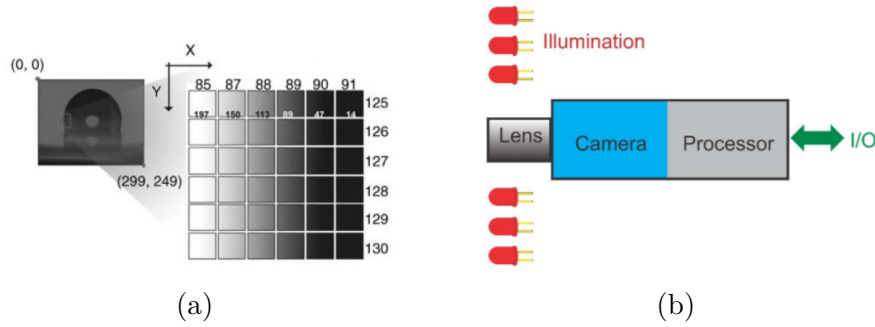 (0, 0)
X
Y
85 87 88 89 90 91
197 150 113 89 47 14
125
126
127
128
129
130
(299, 249)
(a)
Illumination
Lens
Camera
Processor
I/O
(b)